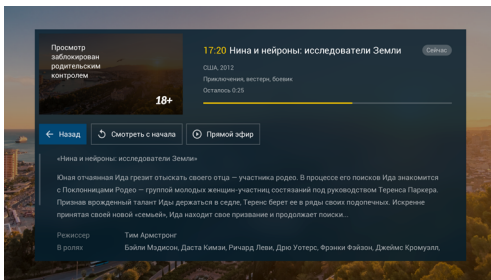 Просмотр
заблокирован
родительским
контролем
18+
17:20 Нина и нейроны: исследователи Земли
Сейчас
США, 2012
Приключения, вестерн, боевик
Осталось 0:25
Назад
Смотреть с начала
Прямой эфир
«Нина и нейроны: исследователи Земли»
Юная отчаянная Ида грезит отыскать своего отца — участника родео. В процессе его поисков Ида знакомится
с Поклонницами Родео — группой молодых женщин-участниц состязаний под руководством Теренса Паркера.
Признав врожденный талант Иды держаться в седле, Теренс берет ее в ряды своих подопечных. Искренне
принятая своей новой «семьей», Ида находит свое призвание и продолжает поиски...
Режиссер Тим Армстронг
В ролях Бэйли Мэдисон, Даста Кимзи, Ричард Леви, Дрю Уотерс, Фрэнки Фэйзон, Джеймс Кромуэлл,